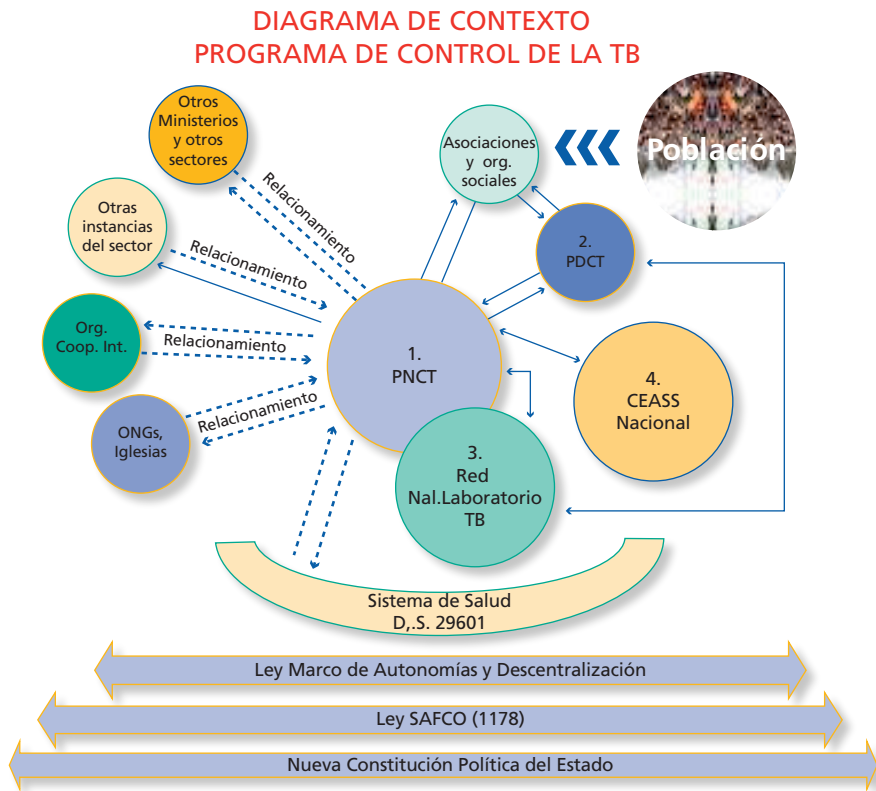 DIAGRAMA DE CONTEXTO
PROGRAMA DE CONTROL DE LA TB
Otros
Ministerios
y otros
sectores
Relacionamiento
Asociaciones
y org.
sociales
Población
Otras
instancias
del sector
Relacionamiento
2.
PDCT
Org.
Coop. Int.
Relacionamiento
1.
PNCT
4.
CEASS
Nacional
ONGs,
Iglesias
Relacionamiento
3.
Red
Nal.Laboratorio
TB
Sistema de Salud
D,.S. 29601
Ley Marco de Autonomías y Descentralización
Ley SAFCO (1178)
Nueva Constitución Política del Estado